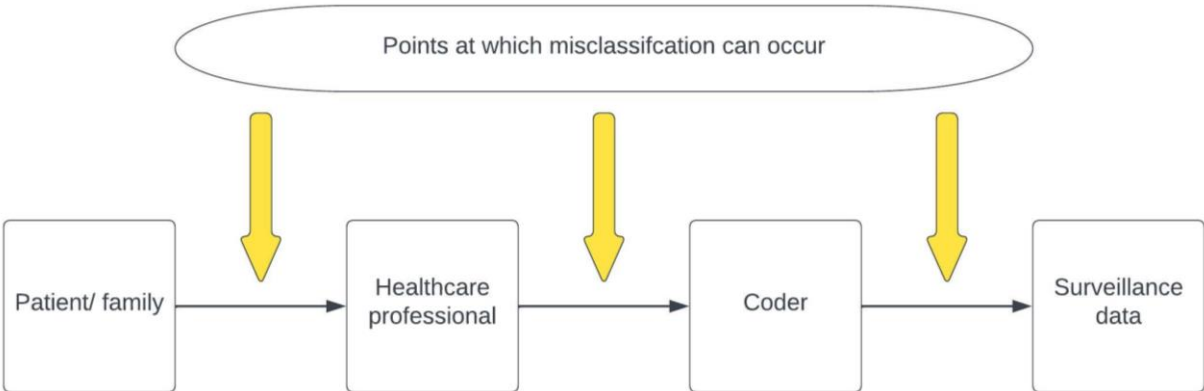 Points at which misclassifcation can occur
Patient/ family
Healthcare
professional
Coder
Surveillance
data